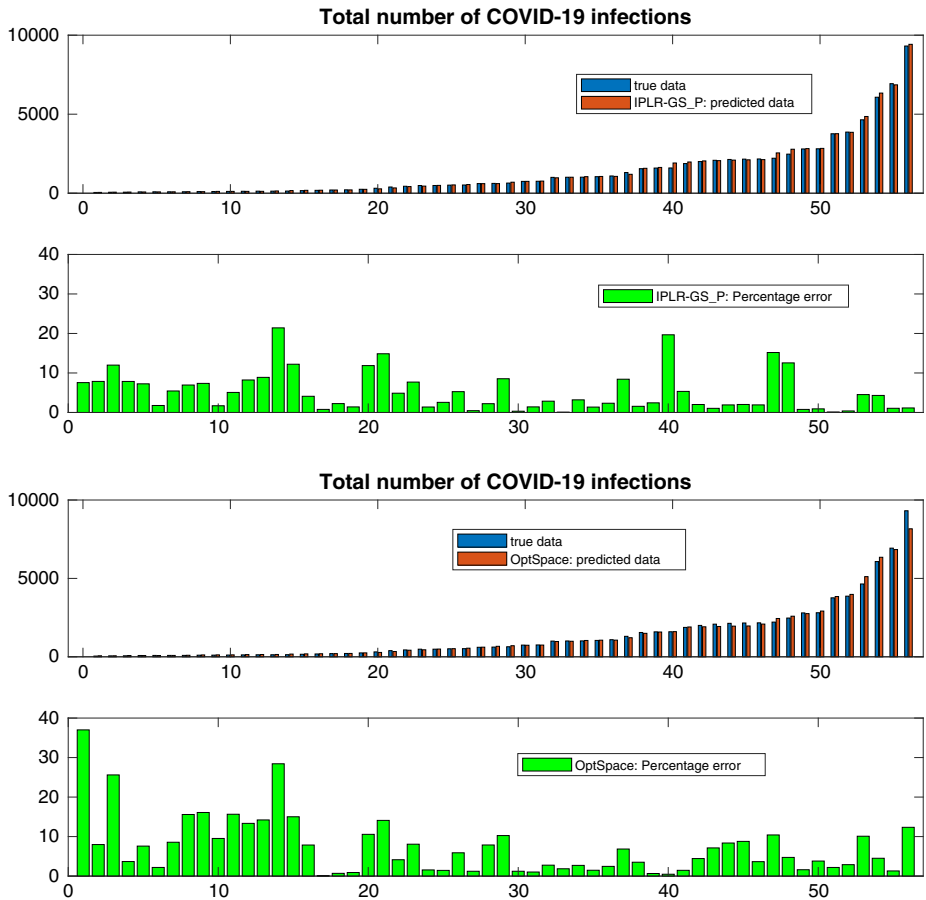 Total number of COVID-19 infections
10000
true data
IPLR-GS_P: predicted data
5000
0
0 10 20 30 40 50
40
IPLR-GS_P: Percentage error
30
20
10
0
0 10 20 30 40 50
Total number of COVID-19 infections
10000
true data
OptSpace: predicted data
5000
0
0 10 20 30 40 50
40
OptSpace: Percentage error
30
20
10
0
0 10 20 30 40 50